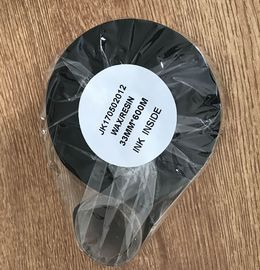 JK170502012
WAX/RESIN
33MM*600M
INK INSIDE